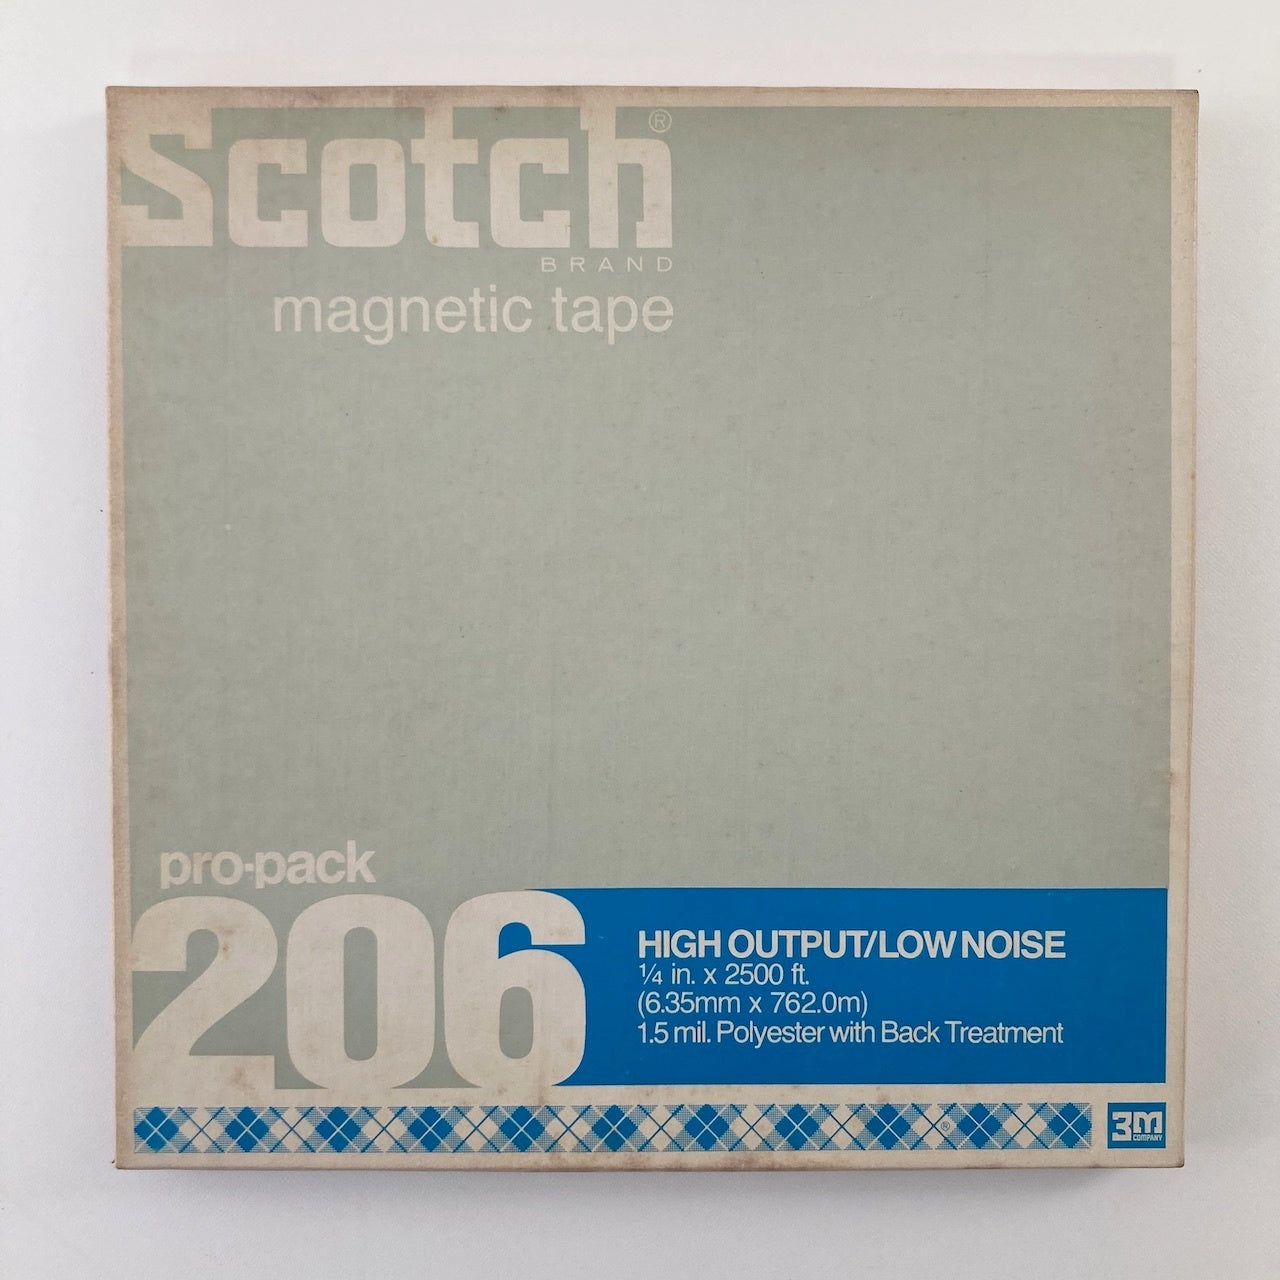 Scotch®
BRAND
magnetic tape
pro-pack
206
HIGH OUTPUT/LOW NOISE
¼ in. x 2500 ft.
(6.35mm x 762.0m)
1.5 mil. Polyester with Back Treatment
®
3M
COMPANY